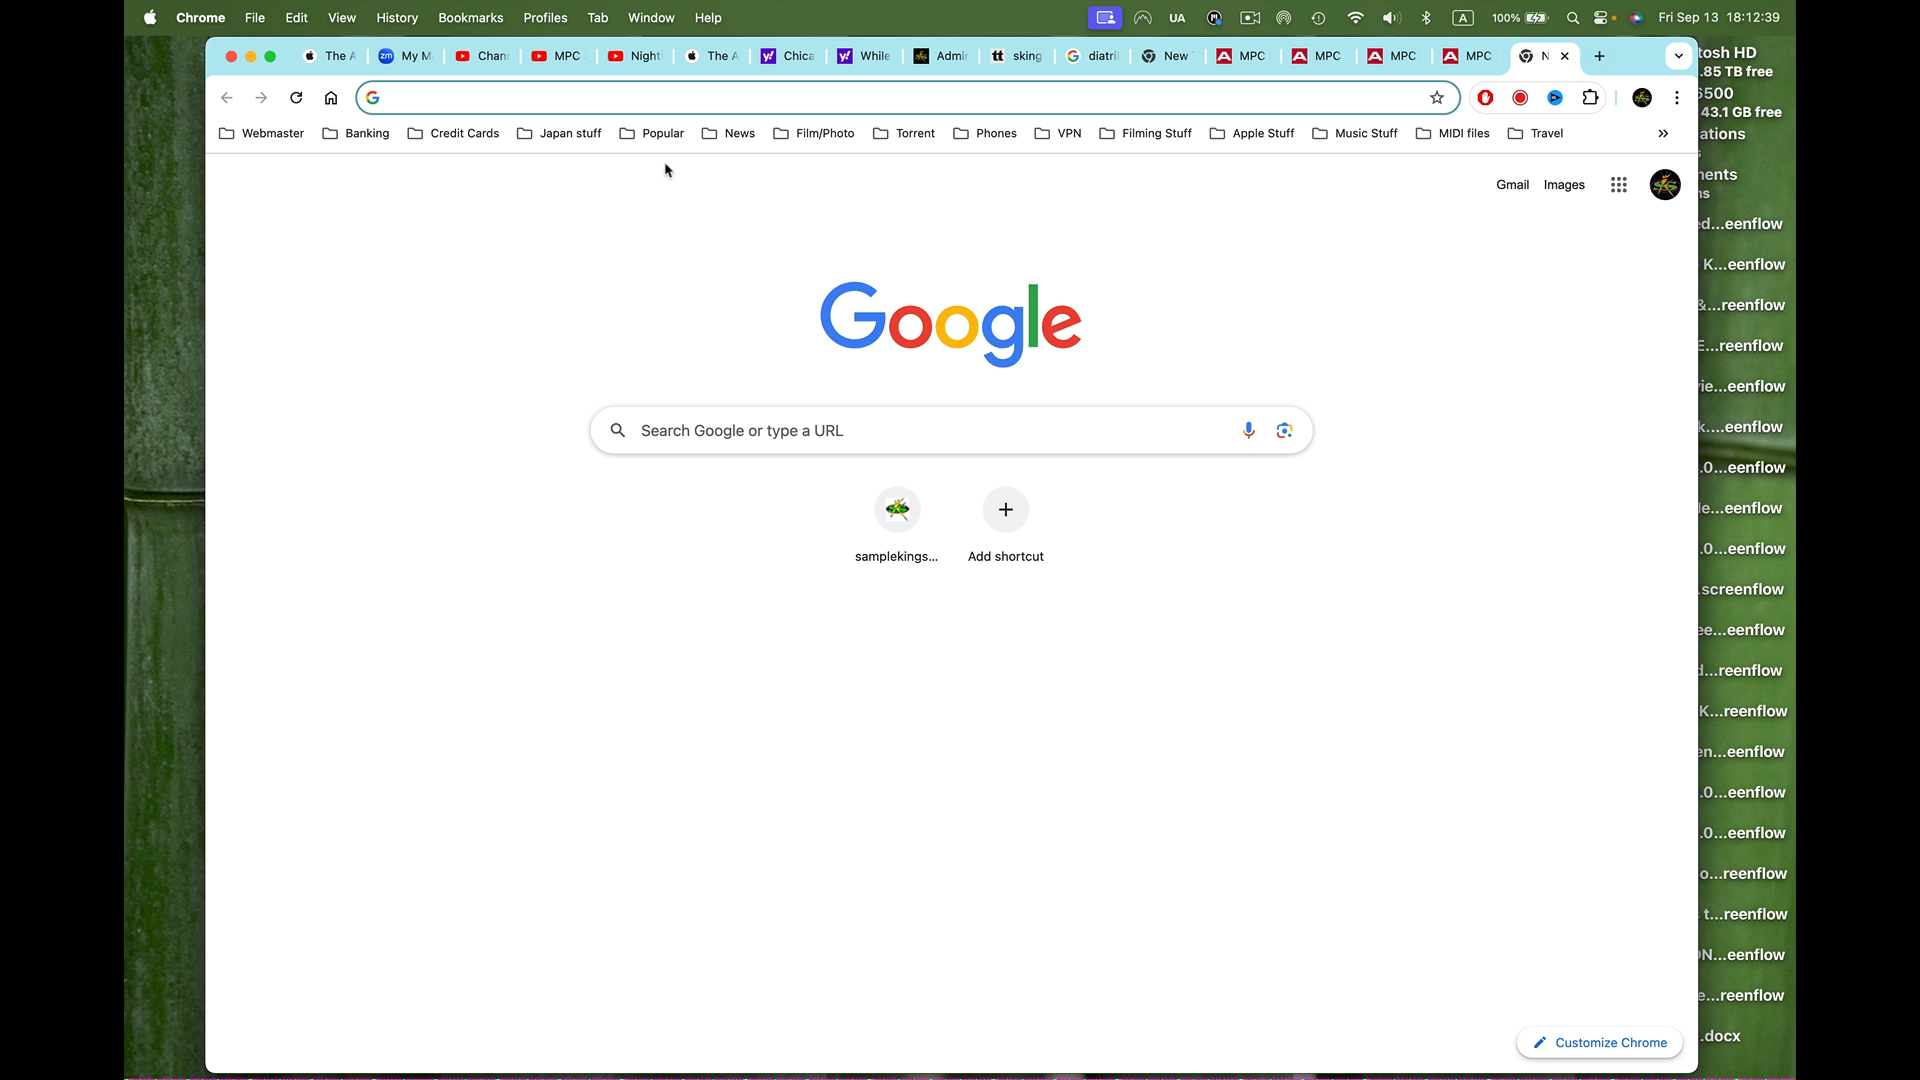 Chrome File Edit View History Bookmarks Profiles Tab Window Help UA A 100% Fri Sep 13 18:12:39
The A My M Chan MPC Night The A Chica While Admin sking diatri New MPC MPC MPC MPC N
Webmaster Banking Credit Cards Japan stuff Popular News Film/Photo Torrent Phones VPN Filming Stuff Apple Stuff Music Stuff MIDI files Travel
Gmail Images
Google
Search Google or type a URL
samplekings... Add shortcut
Customize Chrome
tosh HD
.85 TB free
6500
43.1 GB free
ations
ents
ed...eenflow
K...eenflow
&...reenflow
E...reenflow
vie...eenflow
k....eenflow
.0...eenflow
le...eenflow
.0...eenflow
.screenflow
ee...eenflow
d...reenflow
K...reenflow
en...eenflow
.0...eenflow
.0...eenflow
o...reenflow
t...reenflow
ON...eenflow
e...reenflow
.docx